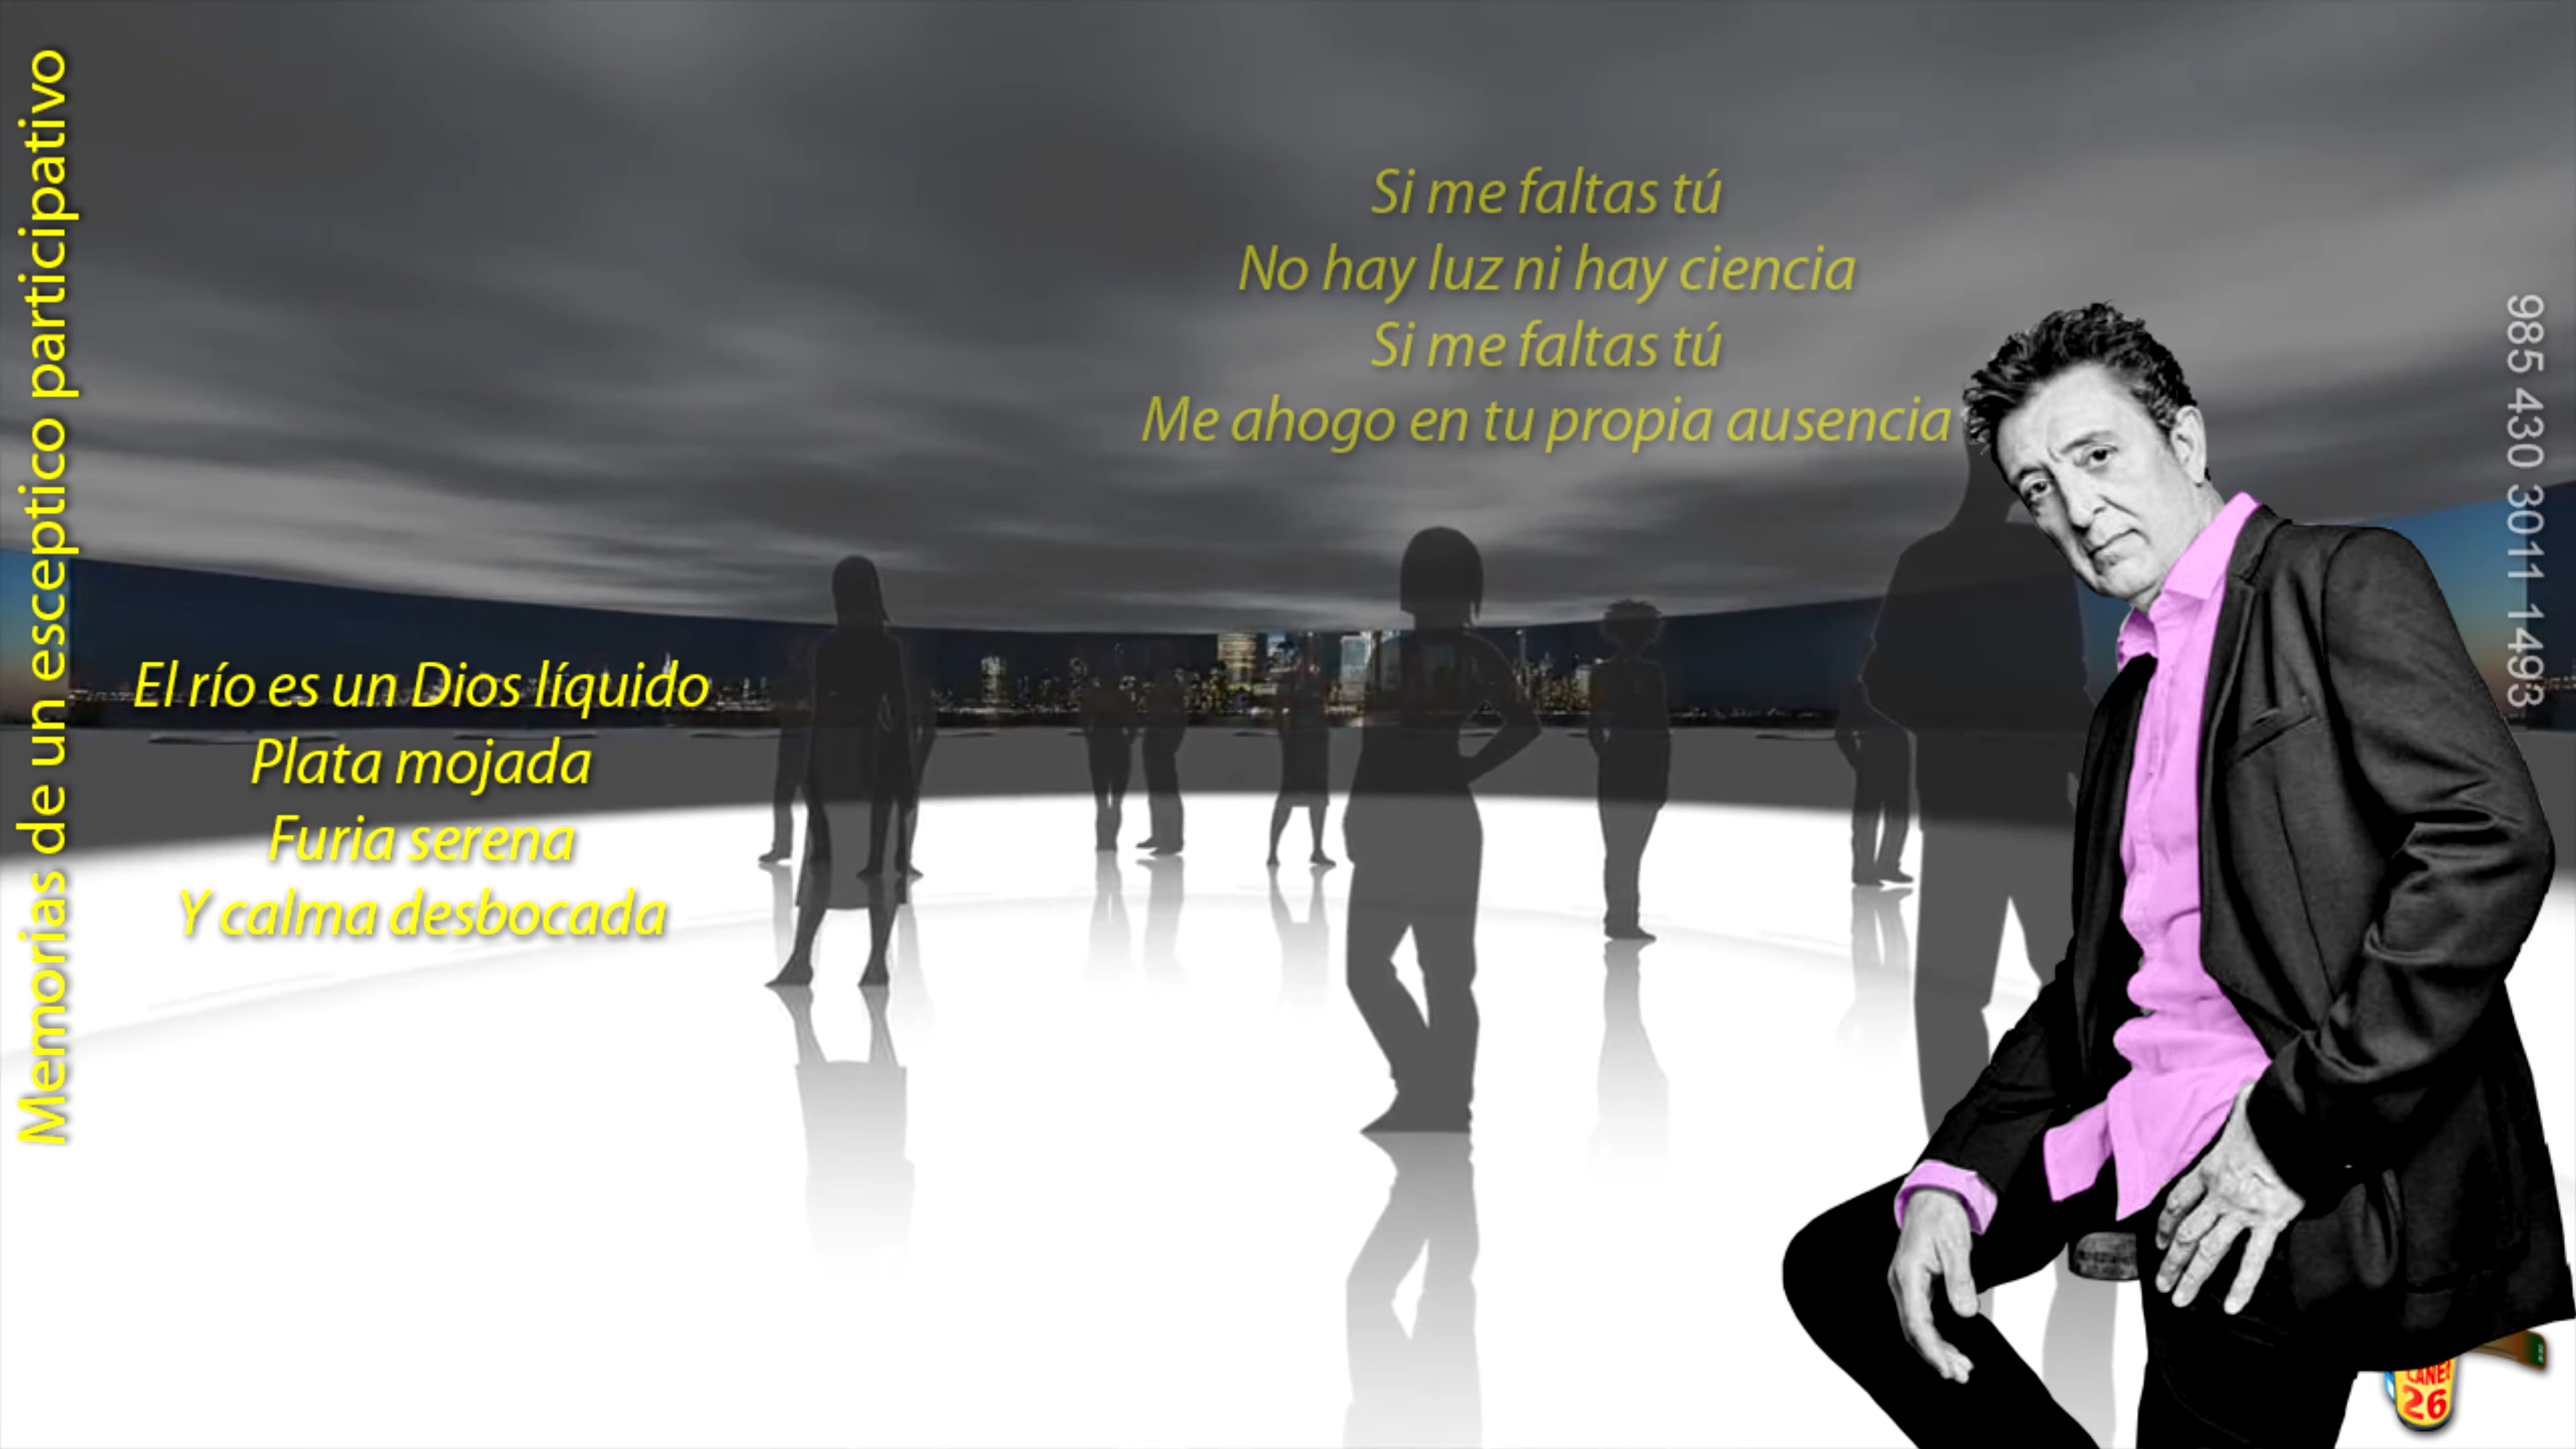 Memorias de un esceptico participativo
Si me faltas tú
No hay luz ni hay ciencia
Si me faltas tú
Me ahogo en tu propia ausencia
El río es un Dios líquido
Plata mojada
Furia serena
Y calma desbocada
985 430 3011 1493
26